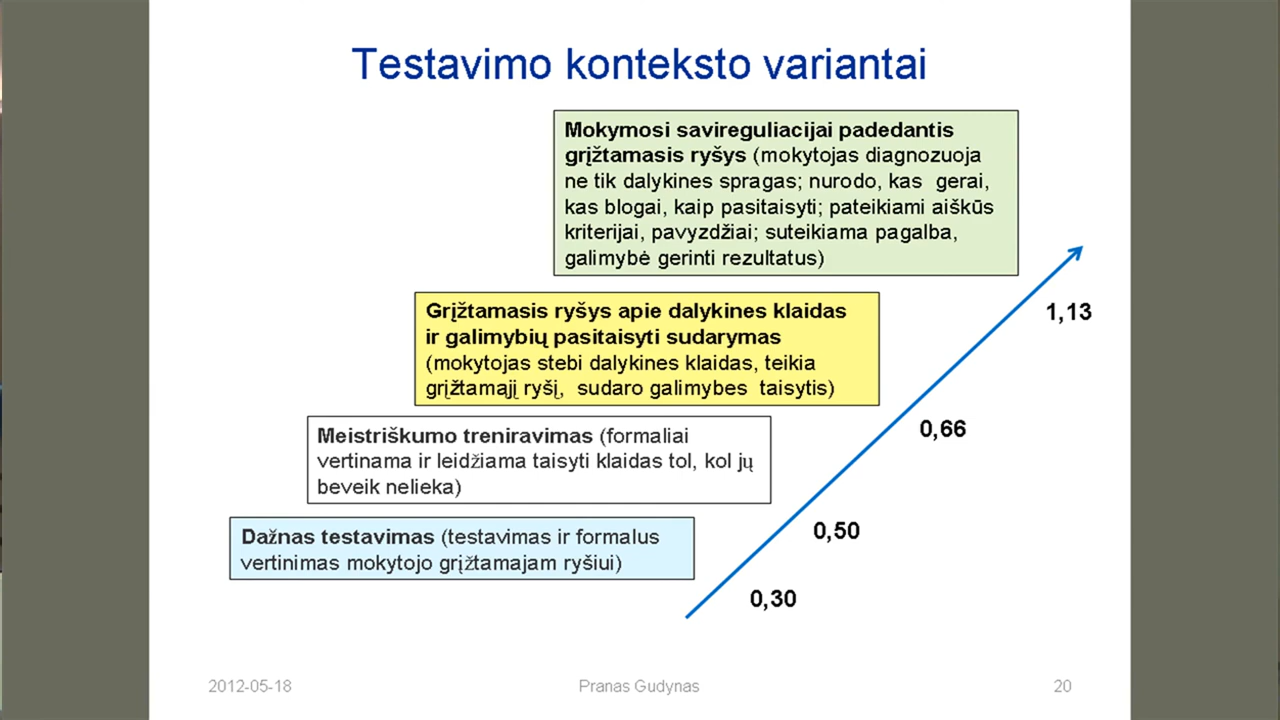 Testavimo konteksto variantai
Mokymosi savireguliacijai padedantis
grįžtamasis ryšys (mokytojas diagnozuoja
ne tik dalykines spragas; nurodo, kas gerai,
kas blogai, kaip pasitaisyti; pateikiami aiškūs
kriterijai, pavyzdžiai; suteikiama pagalba,
galimybė gerinti rezultatus)
1,13
Grįžtamasis ryšys apie dalykines klaidas
ir galimybių pasitaisyti sudarymas
(mokytojas stebi dalykines klaidas, teikia
grįžtamąjį ryšį, sudaro galimybes taisytis)
0,66
Meistriškumo treniravimas (formaliai
vertinama ir leidžiama taisyti klaidas tol, kol jų
beveik nelieka)
0,50
Dažnas testavimas (testavimas ir formalus
vertinimas mokytojo grįžtamajam ryšiui)
0,30
2012-05-18
Pranas Gudynas
20